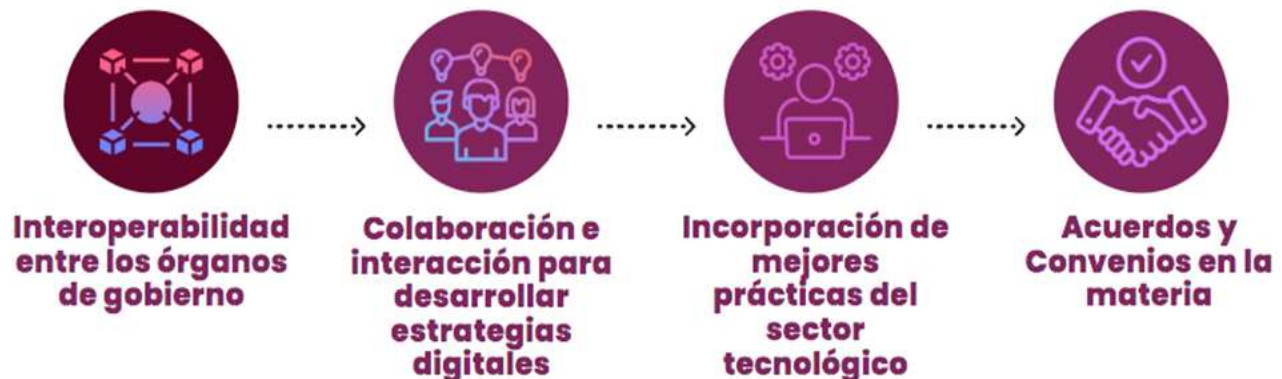 Interoperabilidad
entre los órganos
de gobierno
Colaboración e
interacción para
desarrollar
estrategias
digitales
Incorporación de
mejores
prácticas del
sector
tecnológico
Acuerdos y
Convenios en la
materia